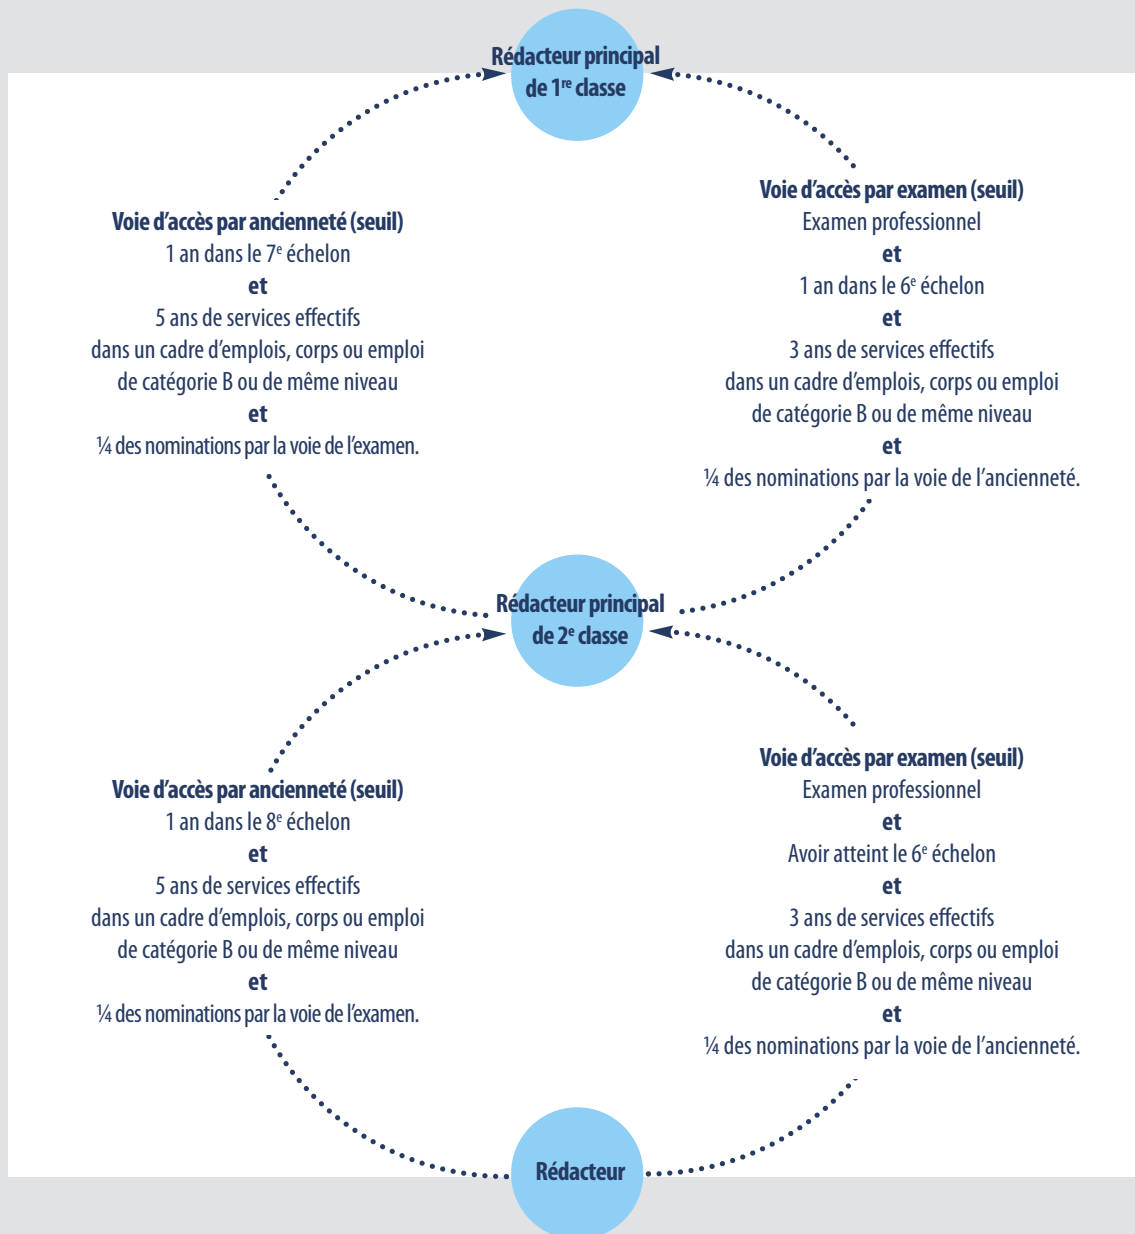 Rédacteur principal
de 1re classe
Voie d’accès par ancienneté (seuil)
1 an dans le 7e échelon
et
5 ans de services effectifs
dans un cadre d’emplois, corps ou emploi
de catégorie B ou de même niveau
et
¼ des nominations par la voie de l’examen.
Voie d’accès par examen (seuil)
Examen professionnel
et
1 an dans le 6e échelon
et
3 ans de services effectifs
dans un cadre d’emplois, corps ou emploi
de catégorie B ou de même niveau
et
¼ des nominations par la voie de l’ancienneté.
Rédacteur principal
de 2e classe
Voie d’accès par ancienneté (seuil)
1 an dans le 8e échelon
et
5 ans de services effectifs
dans un cadre d’emplois, corps ou emploi
de catégorie B ou de même niveau
et
¼ des nominations par la voie de l’examen.
Voie d’accès par examen (seuil)
Examen professionnel
et
Avoir atteint le 6e échelon
et
3 ans de services effectifs
dans un cadre d’emplois, corps ou emploi
de catégorie B ou de même niveau
et
¼ des nominations par la voie de l’ancienneté.
Rédacteur